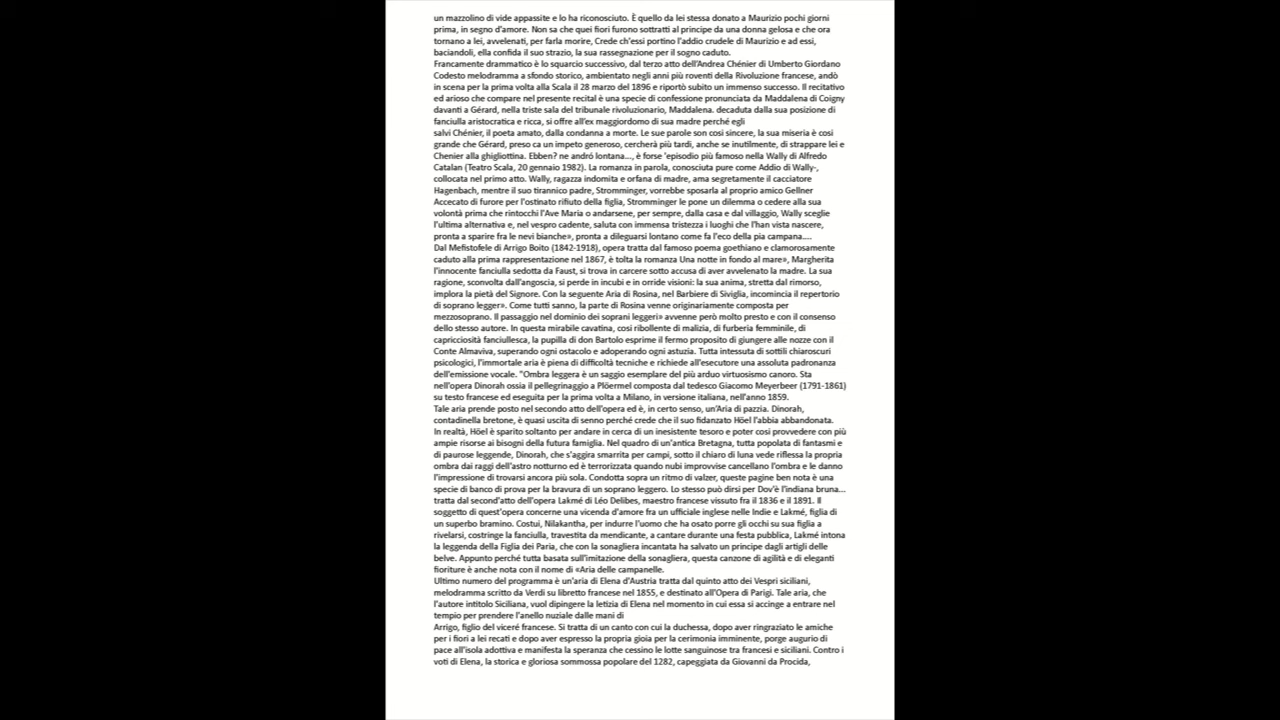 un mazzolino di vide appassite e lo ha riconosciuto. È quello da lei stessa donato a Maurizio pochi giorni
prima, in segno d'amore. Non sa che quei fiori furono sottratti al principe da una donna gelosa e che ora
tornano a lei, avvelenati, per farla morire, Crede ch'essi portino l'addio crudele di Maurizio e ad essi,
baciandoli, ella confida il suo strazio, la sua rassegnazione per il sogno caduto.
Francamente drammatico è lo squarcio successivo, dal terzo atto dell'Andrea Chénier di Umberto Giordano
Codesto melodramma a sfondo storico, ambientato negli anni più roventi della Rivoluzione francese, andò
in scena per la prima volta alla Scala il 28 marzo del 1896 e riportò subito un immenso successo. Il recitativo
ed arioso che compare nel presente recital è una specie di confessione pronunciata da Maddalena di Coigny
davanti a Gérard, nella triste sala del tribunale rivoluzionario, Maddalena. decaduta dalla sua posizione di
fanciulla aristocratica e ricca, si offre all'ex maggiordomo di sua madre perché egli
salvi Chénier, il poeta amato, dalla condanna a morte. Le sue parole son cosi sincere, la sua miseria è cosi
grande che Gérard, preso ca un impeto generoso, cercherà più tardi, anche se inutilmente, di strappare lei e
Chenier alla ghigliottina. Ebben? ne andró lontana..., è forse 'episodio più famoso nella Wally di Alfredo
Catalan (Teatro Scala, 20 gennaio 1982). La romanza in parola, conosciuta pure come Addio di Wally-,
collocata nel primo atto. Wally, ragazza indomita e orfana di madre, ama segretamente il cacciatore
Hagenbach, mentre il suo tirannico padre, Stromminger, vorrebbe sposarla al proprio amico Gellner
Accecato di furore per l'ostinato rifiuto della figlia, Stromminger le pone un dilemma o cedere alla sua
volontà prima che rintocchi l'Ave Maria o andarsene, per sempre, dalla casa e dal villaggio, Wally sceglie
l'ultima alternativa e, nel vespro cadente, saluta con immensa tristezza i luoghi che l'han vista nascere,
pronta a sparire fra le nevi bianche», pronta a dileguarsi lontano come fa l'eco della pia campana....
Dal Mefistofele di Arrigo Boito (1842-1918), opera tratta dal famoso poema goethiano e clamorosamente
caduto alla prima rappresentazione nel 1867, è tolta la romanza Una notte in fondo al mare», Margherita
l'innocente fanciulla sedotta da Faust, si trova in carcere sotto accusa di aver avvelenato la madre. La sua
ragione, sconvolta dall'angoscia, si perde in incubi e in orride visioni: la sua anima, stretta dal rimorso,
implora la pietà del Signore. Con la seguente Aria di Rosina, nel Barbiere di Siviglia, incomincia il repertorio
di soprano legger». Come tutti sanno, la parte di Rosina venne originariamente composta per
mezzosoprano. Il passaggio nel dominio dei soprani leggeri» avvenne però molto presto e con il consenso
dello stesso autore. In questa mirabile cavatina, cosi ribollente di malizia, di furberia femminile, di
capricciosità fanciullesca, la pupilla di don Bartolo esprime il fermo proposito di giungere alle nozze con il
Conte Almaviva, superando ogni ostacolo e adoperando ogni astuzia. Tutta intessuta di sottili chiaroscuri
psicologici, l'immortale aria è piena di difficoltà tecniche e richiede all'esecutore una assoluta padronanza
dell'emissione vocale. "Ombra leggera è un saggio esemplare del più arduo virtuosismo canoro. Sta
nell'opera Dinorah ossia il pellegrinaggio a Plöermel composta dal tedesco Giacomo Meyerbeer (1791-1861)
su testo francese ed eseguita per la prima volta a Milano, in versione italiana, nell'anno 1859.
Tale aria prende posto nel secondo atto dell'opera ed è, in certo senso, un'Aria di pazzia. Dinorah,
contadinella bretone, è quasi uscita di senno perché crede che il suo fidanzato Höel l'abbia abbandonata.
In realtà, Höel è sparito soltanto per andare in cerca di un inesistente tesoro e poter cosi provvedere con più
ampie risorse ai bisogni della futura famiglia. Nel quadro di un'antica Bretagna, tutta popolata di fantasmi e
di paurose leggende, Dinorah, che s'aggira smarrita per campi, sotto il chiaro di luna vede riflessa la propria
ombra dai raggi dell'astro notturno ed è terrorizzata quando nubi improvvise cancellano l'ombra e le danno
l'impressione di trovarsi ancora più sola. Condotta sopra un ritmo di valzer, queste pagine ben nota è una
specie di banco di prova per la bravura di un soprano leggero. Lo stesso può dirsi per Dov'è l'indiana bruna...
tratta dal second'atto dell'opera Lakmé di Léo Delibes, maestro francese vissuto fra il 1836 e il 1891. Il
soggetto di quest'opera concerne una vicenda d'amore fra un ufficiale inglese nelle Indie e Lakmé, figlia di
un superbo bramino. Costui, Nilakantha, per indurre l'uomo che ha osato porre gli occhi su sua figlia a
rivelarsi, costringe la fanciulla, travestita da mendicante, a cantare durante una festa pubblica, Lakmé intona
la leggenda della Figlia dei Paria, che con la sonagliera incantata ha salvato un principe dagli artigli delle
belve. Appunto perché tutta basata sull'imitazione della sonagliera, questa canzone di agilità e di eleganti
fioriture è anche nota con il nome di «Aria delle campanelle.
Ultimo numero del programma è un'aria di Elena d'Austria tratta dal quinto atto dei Vespri siciliani,
melodramma scritto da Verdi su libretto francese nel 1855, e destinato all'Opera di Parigi. Tale aria, che
l'autore intitolo Siciliana, vuol dipingere la letizia di Elena nel momento in cui essa si accinge a entrare nel
tempio per prendere l'anello nuziale dalle mani di
Arrigo, figlio del viceré francese. Si tratta di un canto con cui la duchessa, dopo aver ringraziato le amiche
per i fiori a lei recati e dopo aver espresso la propria gioia per la cerimonia imminente, porge augurio di
pace all'isola adottiva e manifesta la speranza che cessino le lotte sanguinose tra francesi e siciliani. Contro i
voti di Elena, la storica e gloriosa sommossa popolare del 1282, capeggiata da Giovanni da Procida,